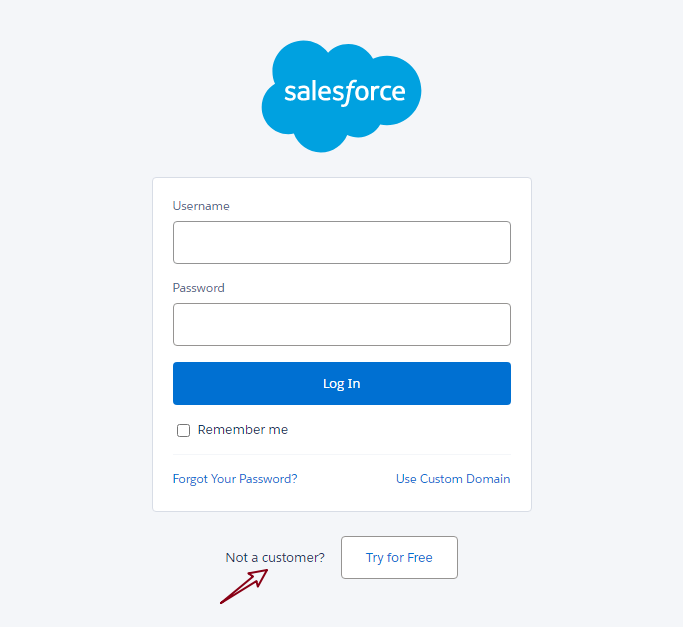 salesforce
Username
Password
Log In
Remember me
Forgot Your Password? Use Custom Domain
Not a customer? Try for Free